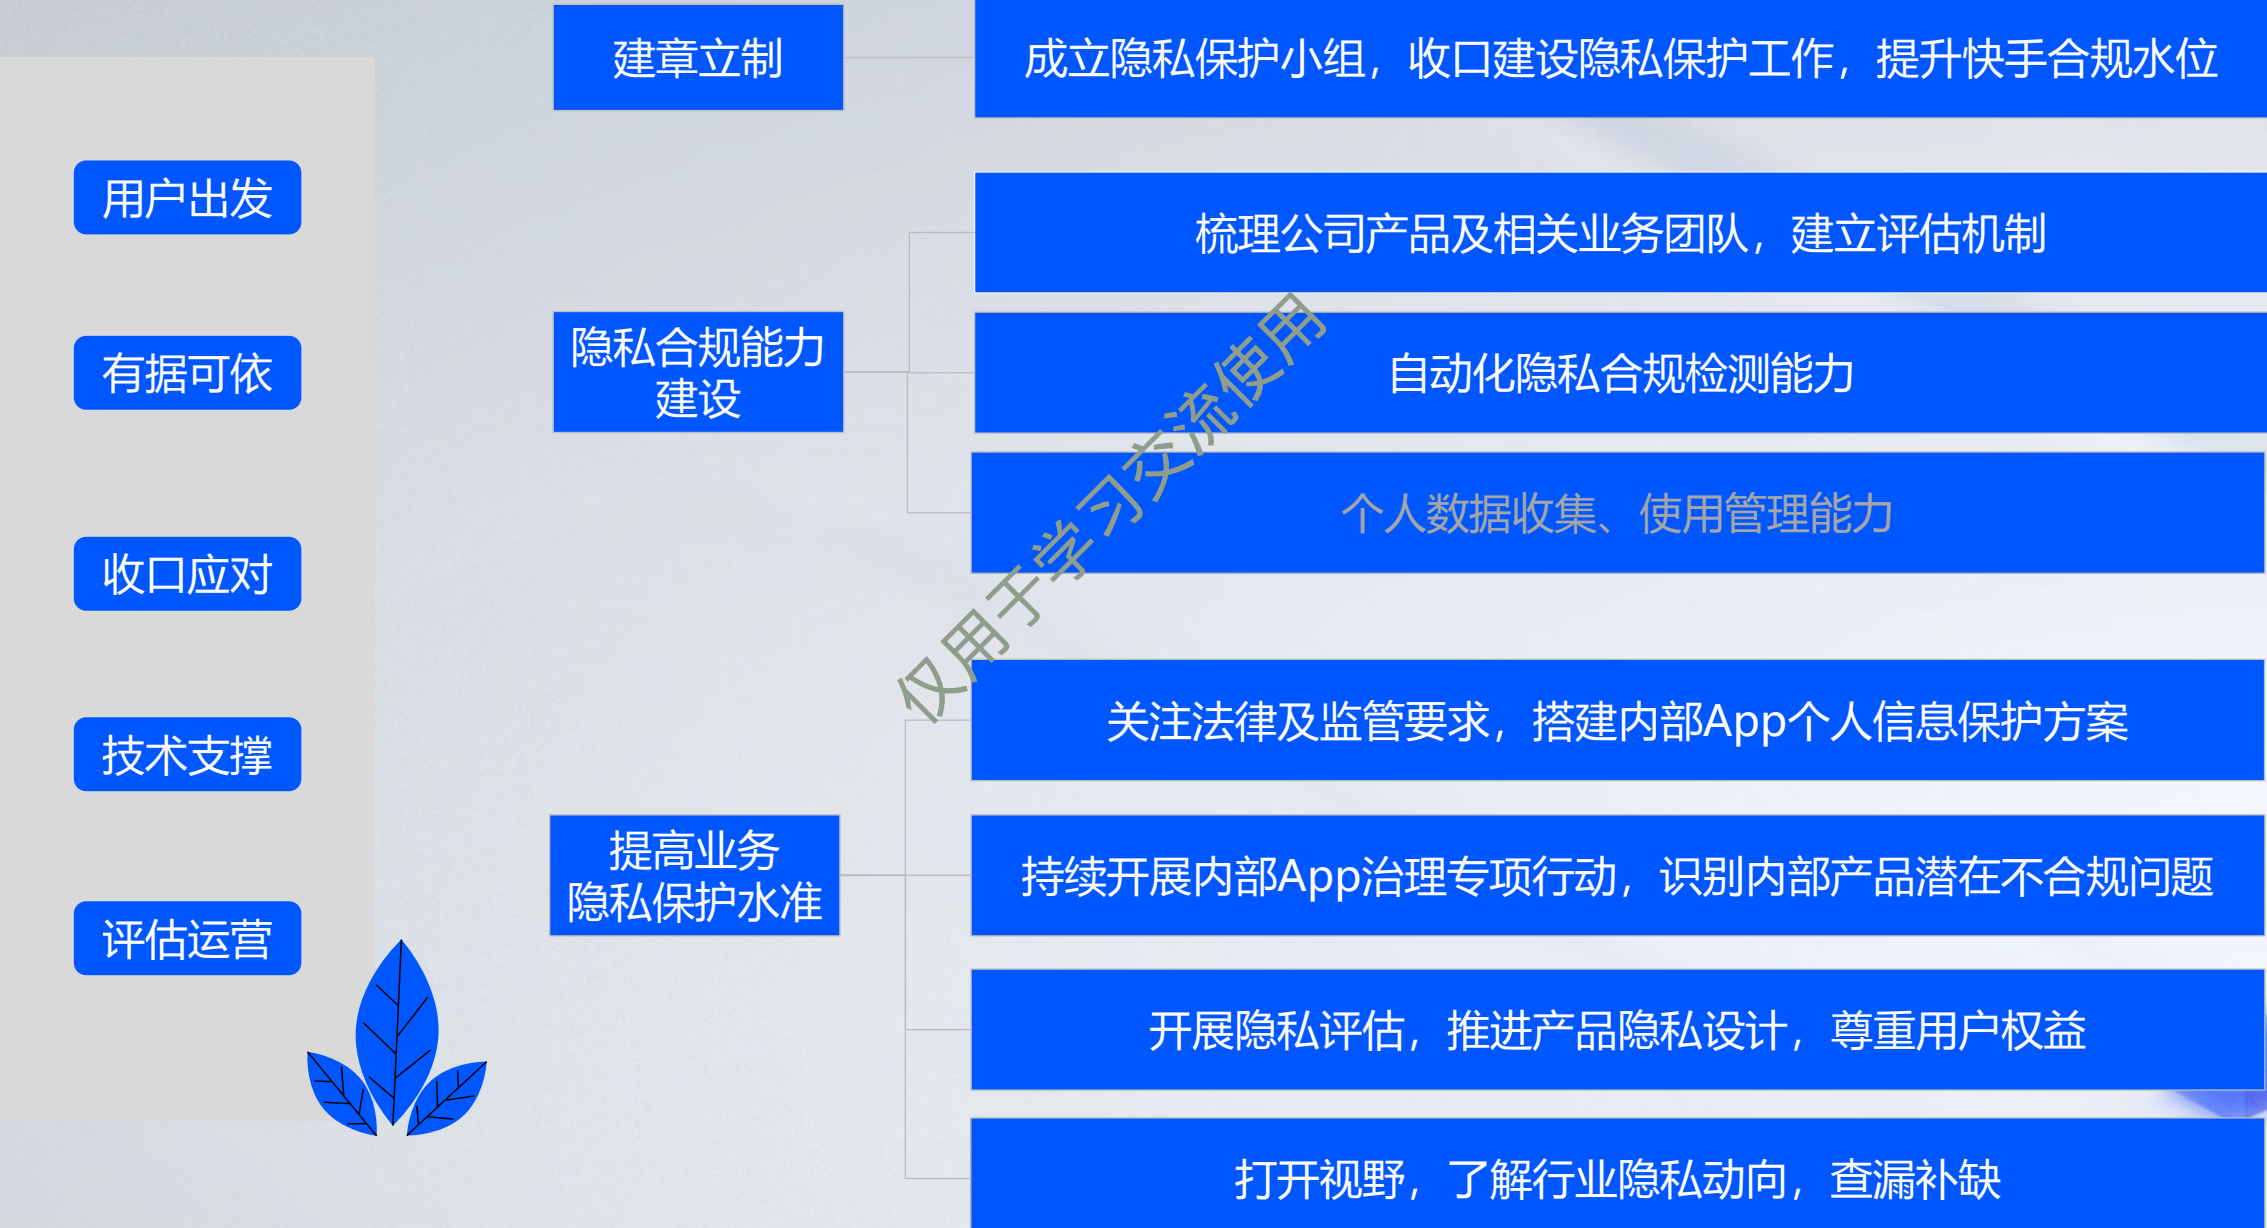 用户出发
有据可依
收口应对
技术支撑
评估运营
建章立制
成立隐私保护小组，收口建设隐私保护工作，提升快手合规水位
隐私合规能力
建设
梳理公司产品及相关业务团队，建立评估机制
自动化隐私合规检测能力
个人数据收集、使用管理能力
提高业务
隐私保护水准
关注法律及监管要求，搭建内部App个人信息保护方案
持续开展内部App治理专项行动，识别内部产品潜在不合规问题
开展隐私评估，推进产品隐私设计，尊重用户权益
打开视野，了解行业隐私动向，查漏补缺
仅用于学习交流使用